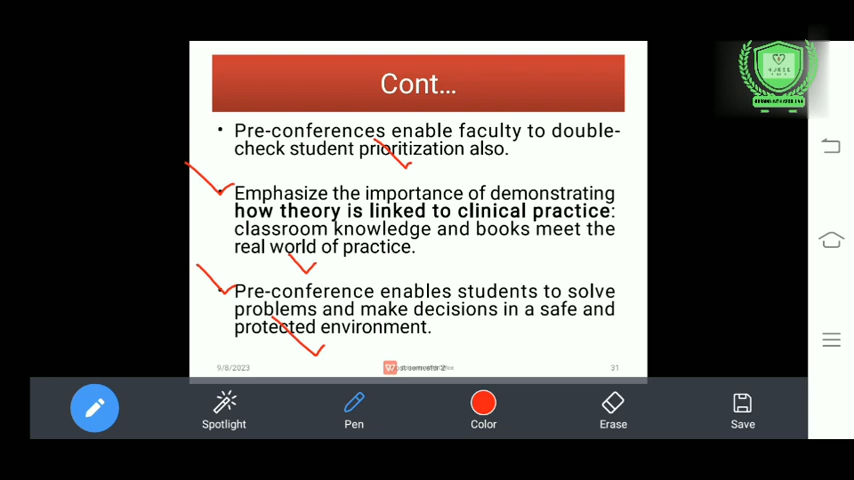 Cont...
• Pre-conferences enable faculty to double-
check student prioritization also.
• Emphasize the importance of demonstrating
how theory is linked to clinical practice:
classroom knowledge and books meet the
real world of practice.
• Pre-conference enables students to solve
problems and make decisions in a safe and
protected environment.
9/8/2023
31
Spotlight
Pen
Color
Erase
Save